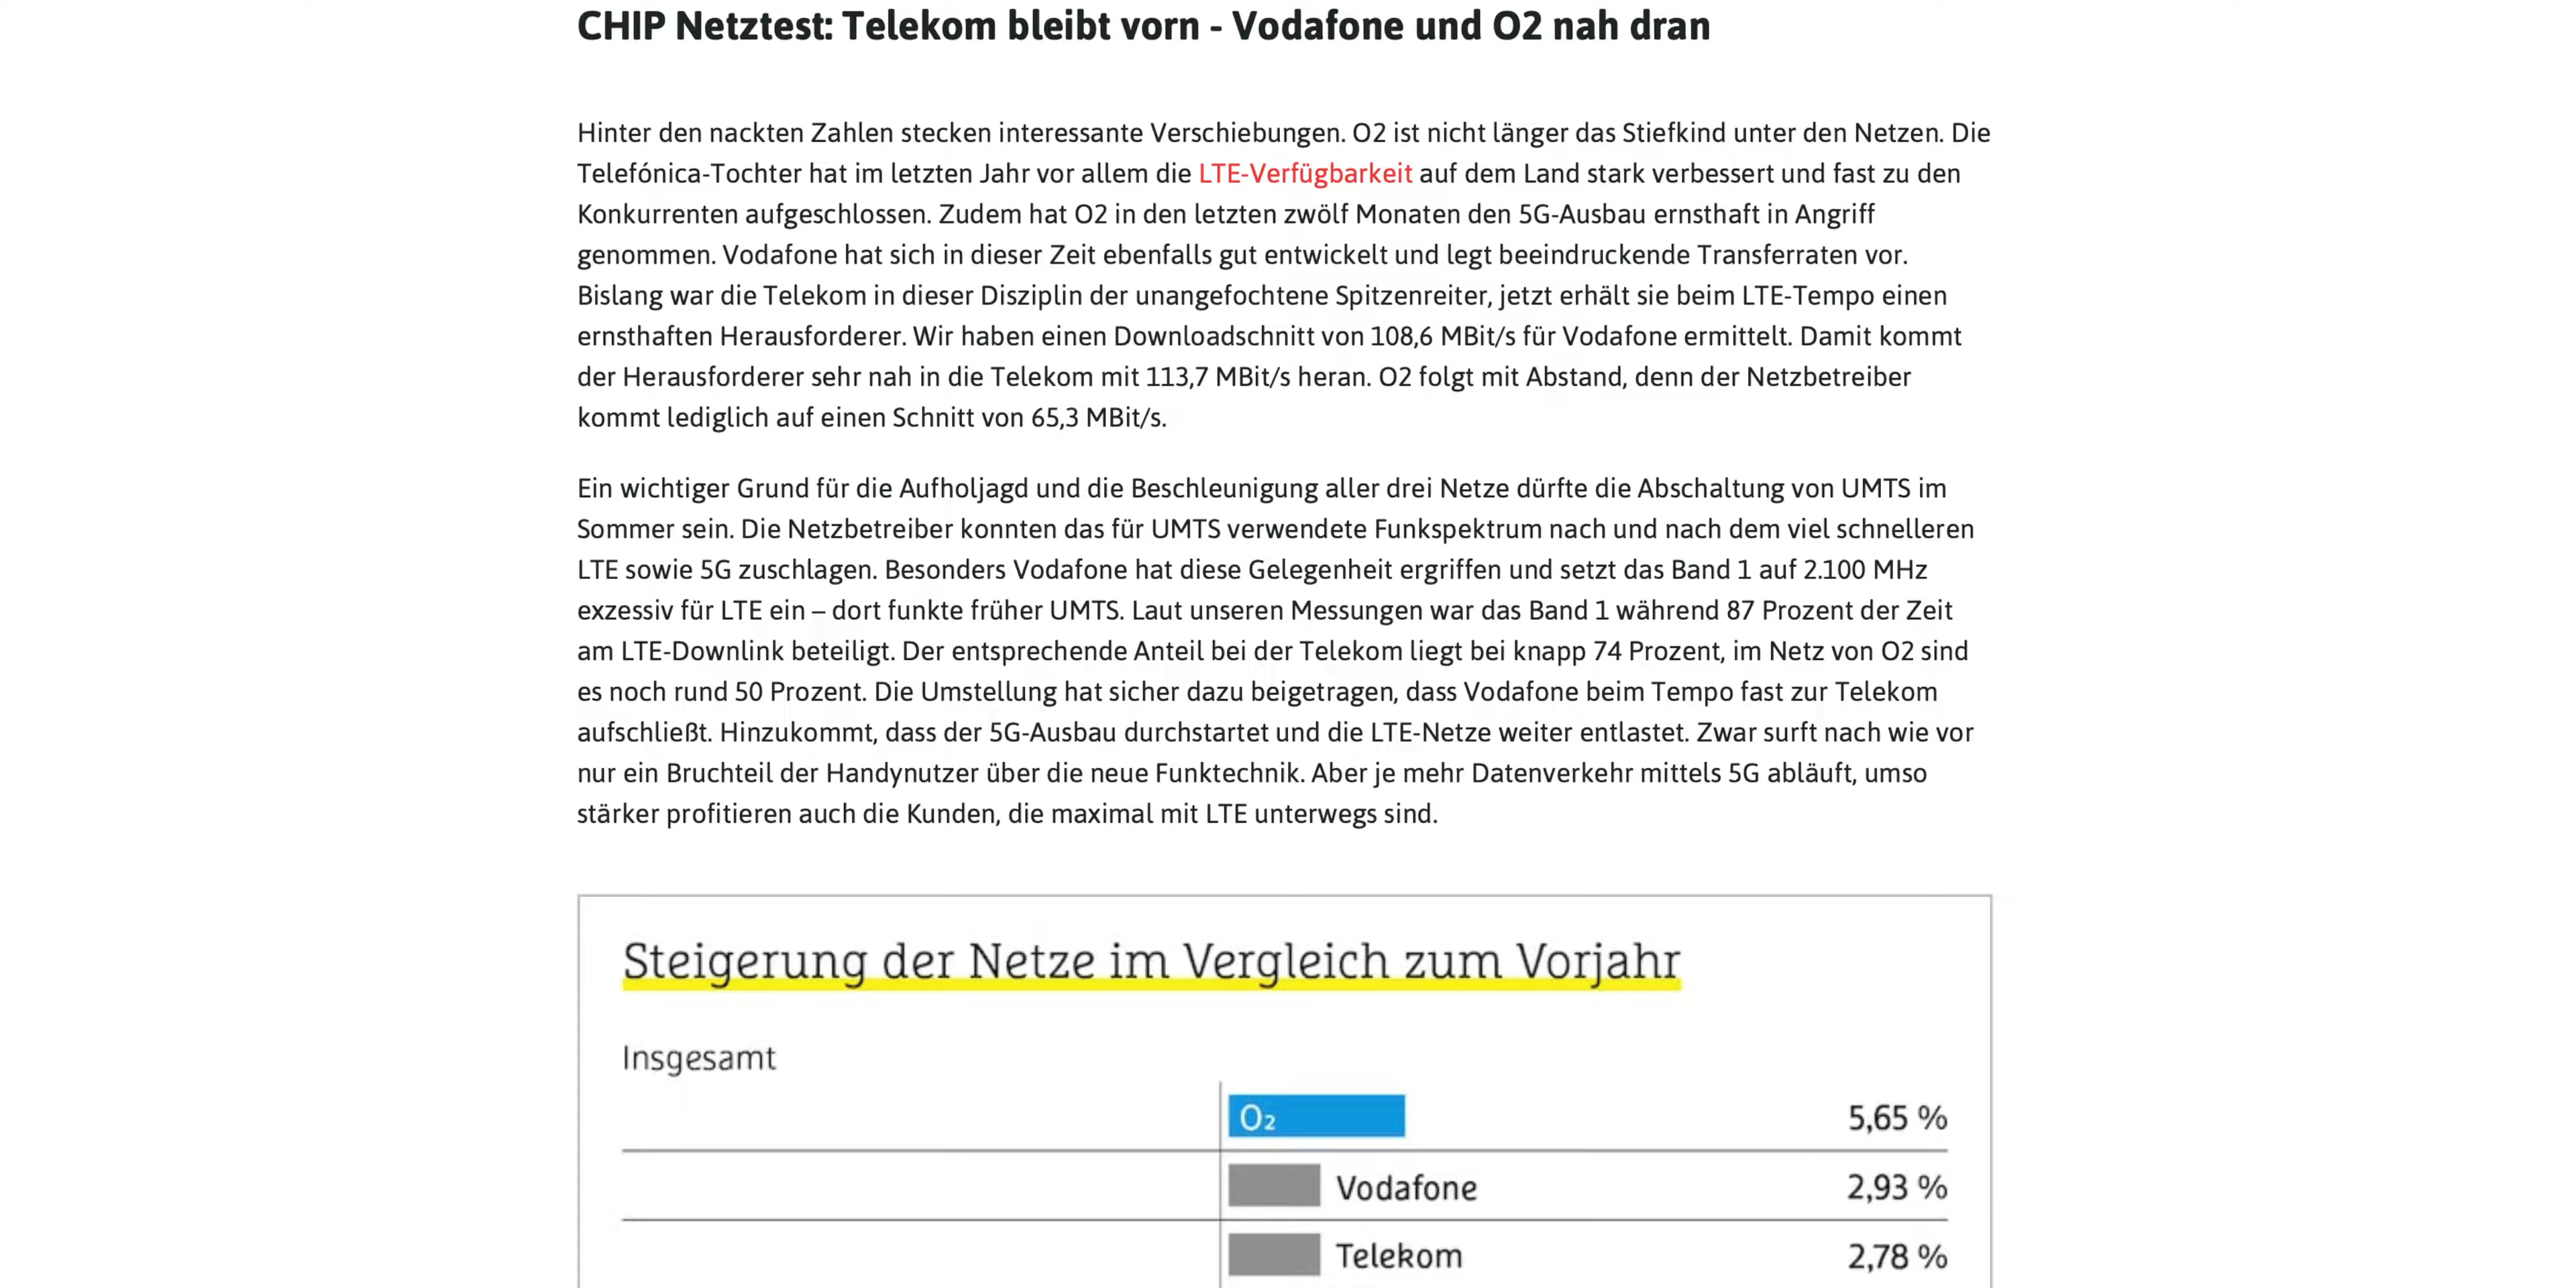 CHIP Netztest: Telekom bleibt vorn - Vodafone und O2 nah dran
Hinter den nackten Zahlen stecken interessante Verschiebungen. O2 ist nicht länger das Stiefkind unter den Netzen. Die
Telefónica-Tochter hat im letzten Jahr vor allem die LTE-Verfügbarkeit auf dem Land stark verbessert und fast zu den
Konkurrenten aufgeschlossen. Zudem hat O2 in den letzten zwölf Monaten den 5G-Ausbau ernsthaft in Angriff
genommen. Vodafone hat sich in dieser Zeit ebenfalls gut entwickelt und legt beeindruckende Transferraten vor.
Bislang war die Telekom in dieser Disziplin der unangefochtene Spitzenreiter, jetzt erhält sie beim LTE-Tempo einen
ernsthaften Herausforderer. Wir haben einen Downloadschnitt von 108,6 MBit/s für Vodafone ermittelt. Damit kommt
der Herausforderer sehr nah in die Telekom mit 113,7 MBit/s heran. O2 folgt mit Abstand, denn der Netzbetreiber
kommt lediglich auf einen Schnitt von 65,3 MBit/s.
Ein wichtiger Grund für die Aufholjagd und die Beschleunigung aller drei Netze dürfte die Abschaltung von UMTS im
Sommer sein. Die Netzbetreiber konnten das für UMTS verwendete Funkspektrum nach und nach dem viel schnelleren
LTE sowie 5G zuschlagen. Besonders Vodafone hat diese Gelegenheit ergriffen und setzt das Band 1 auf 2.100 MHz
exzessiv für LTE ein – dort funkte früher UMTS. Laut unseren Messungen war das Band 1 während 87 Prozent der Zeit
am LTE-Downlink beteiligt. Der entsprechende Anteil bei der Telekom liegt bei knapp 74 Prozent, im Netz von O2 sind
es noch rund 50 Prozent. Die Umstellung hat sicher dazu beigetragen, dass Vodafone beim Tempo fast zur Telekom
aufschließt. Hinzukommt, dass der 5G-Ausbau durchstartet und die LTE-Netze weiter entlastet. Zwar surft nach wie vor
nur ein Bruchteil der Handynutzer über die neue Funktechnik. Aber je mehr Datenverkehr mittels 5G abläuft, umso
stärker profitieren auch die Kunden, die maximal mit LTE unterwegs sind.
Steigerung der Netze im Vergleich zum Vorjahr
Insgesamt
O₂ 5,65 %
Vodafone 2,93 %
Telekom 2,78 %